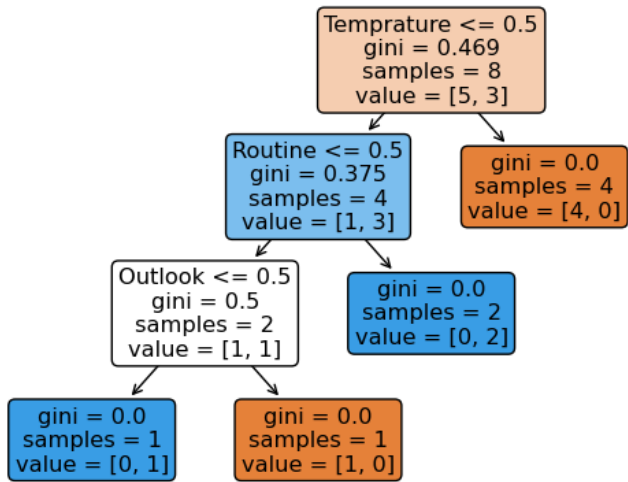 Temprature <= 0.5
gini = 0.469
samples = 8
value = [5, 3]
Routine <= 0.5
gini = 0.375
samples = 4
value = [1, 3]
gini = 0.0
samples = 4
value = [4, 0]
Outlook <= 0.5
gini = 0.5
samples = 2
value = [1, 1]
gini = 0.0
samples = 2
value = [0, 2]
gini = 0.0
samples = 1
value = [0, 1]
gini = 0.0
samples = 1
value = [1, 0]